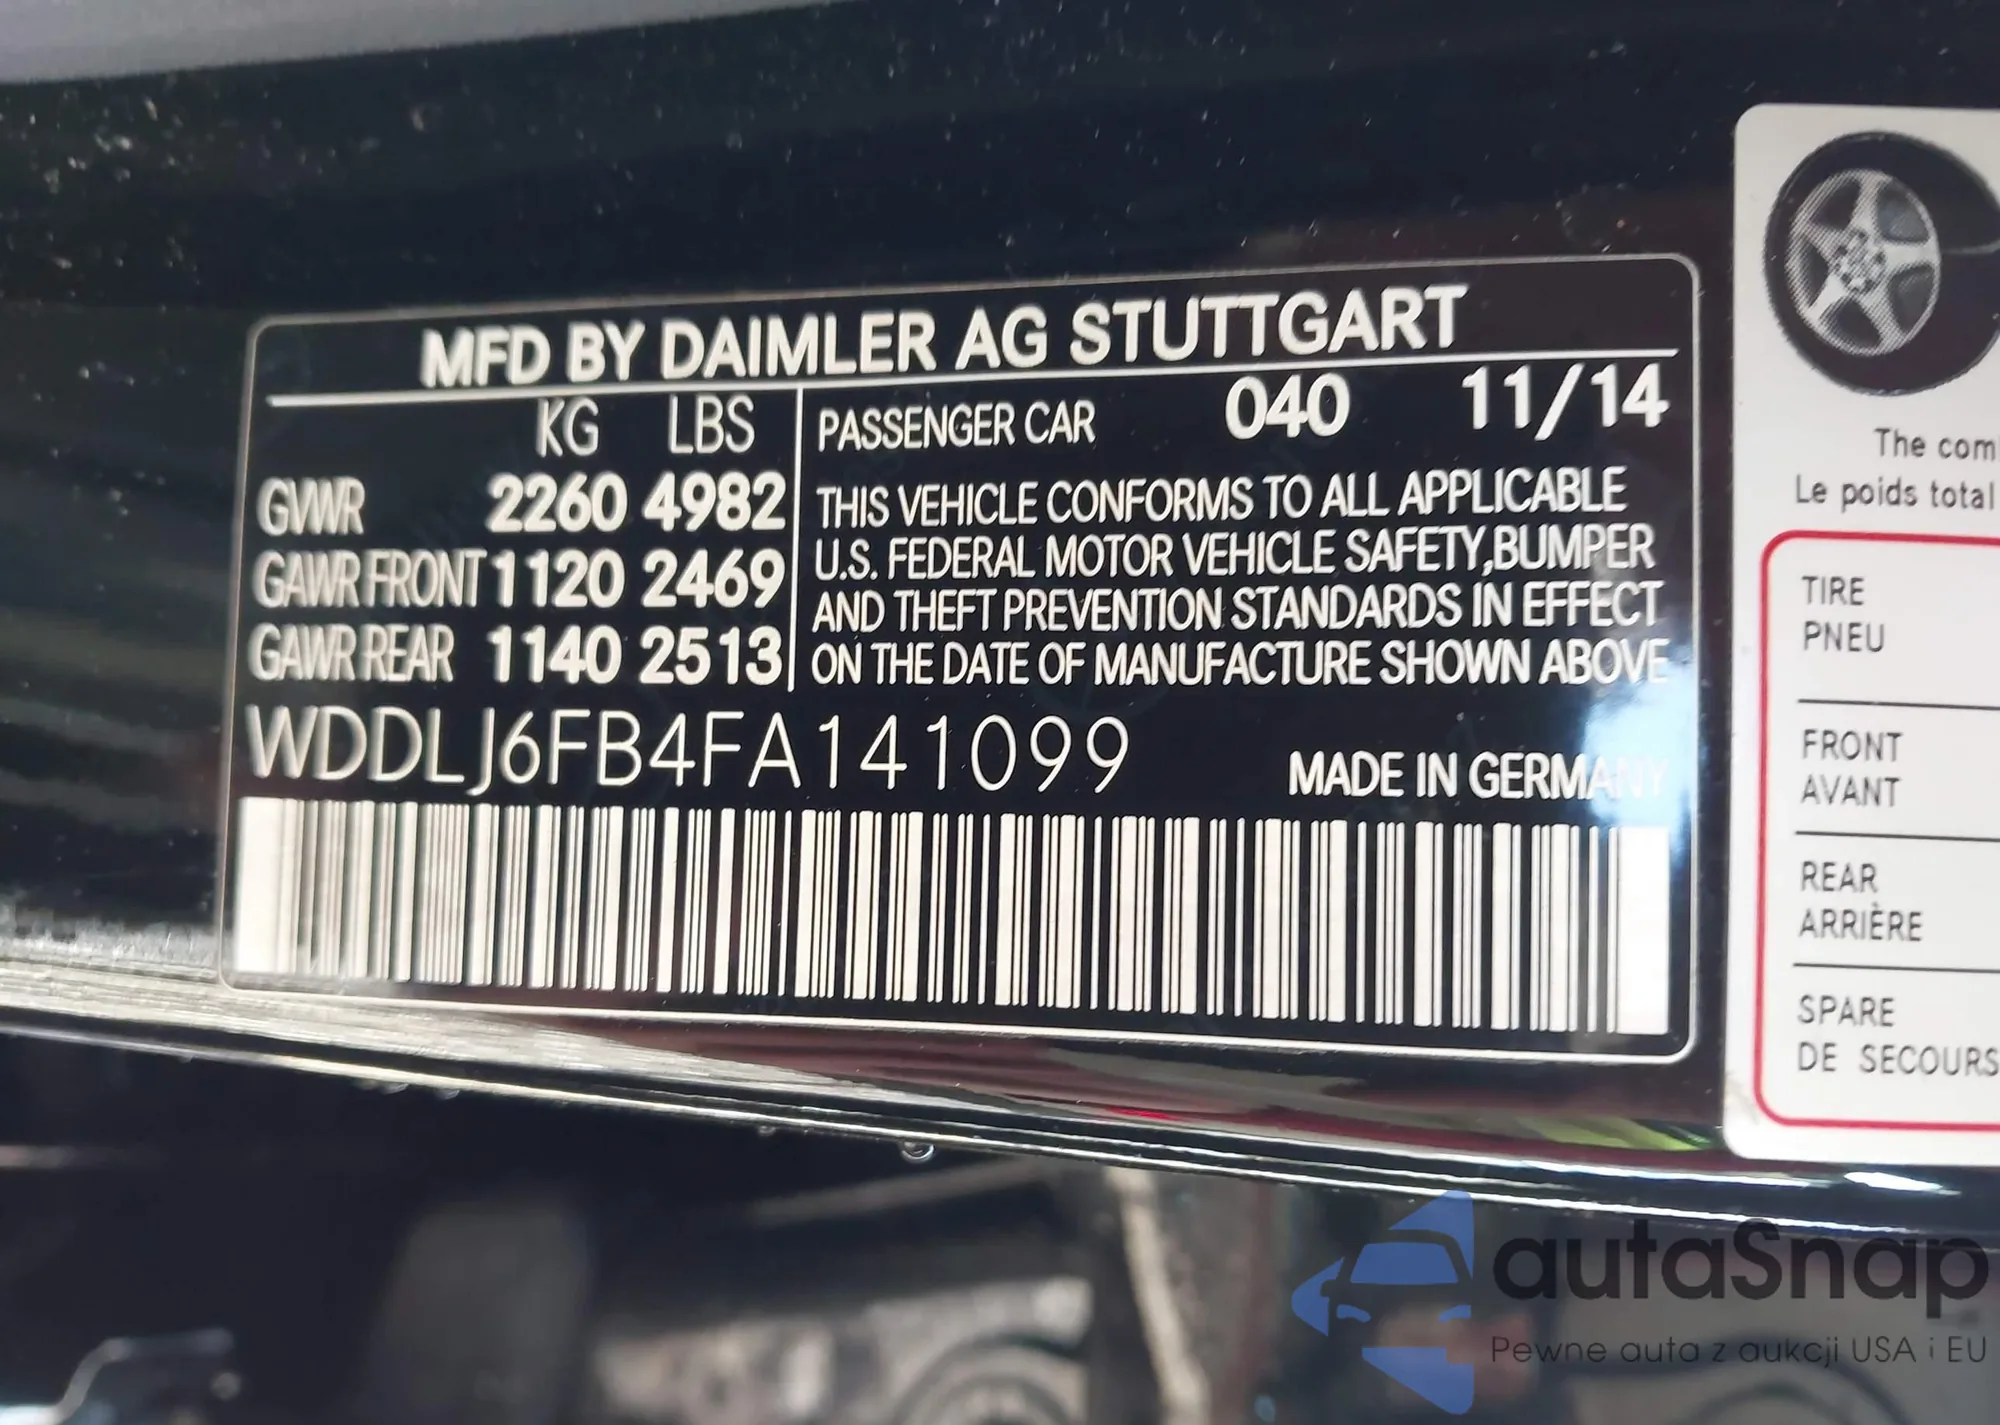 MFD BY DAIMLER AG STUTTGART
KG LBS
GVWR 2260 4982
GAWR FRONT 1120 2469
GAWR REAR 1140 2513
PASSENGER CAR 040 11/14
THIS VEHICLE CONFORMS TO ALL APPLICABLE
U.S. FEDERAL MOTOR VEHICLE SAFETY,BUMPER
AND THEFT PREVENTION STANDARDS IN EFFECT
ON THE DATE OF MANUFACTURE SHOWN ABOVE
WDDLJ6FB4FA141099
MADE IN GERMANY
The com
Le poids total
TIRE
PNEU
FRONT
AVANT
REAR
ARRIÈRE
SPARE
DE SECOURS
autaSnap
Pewne auta z aukcji USA i EU